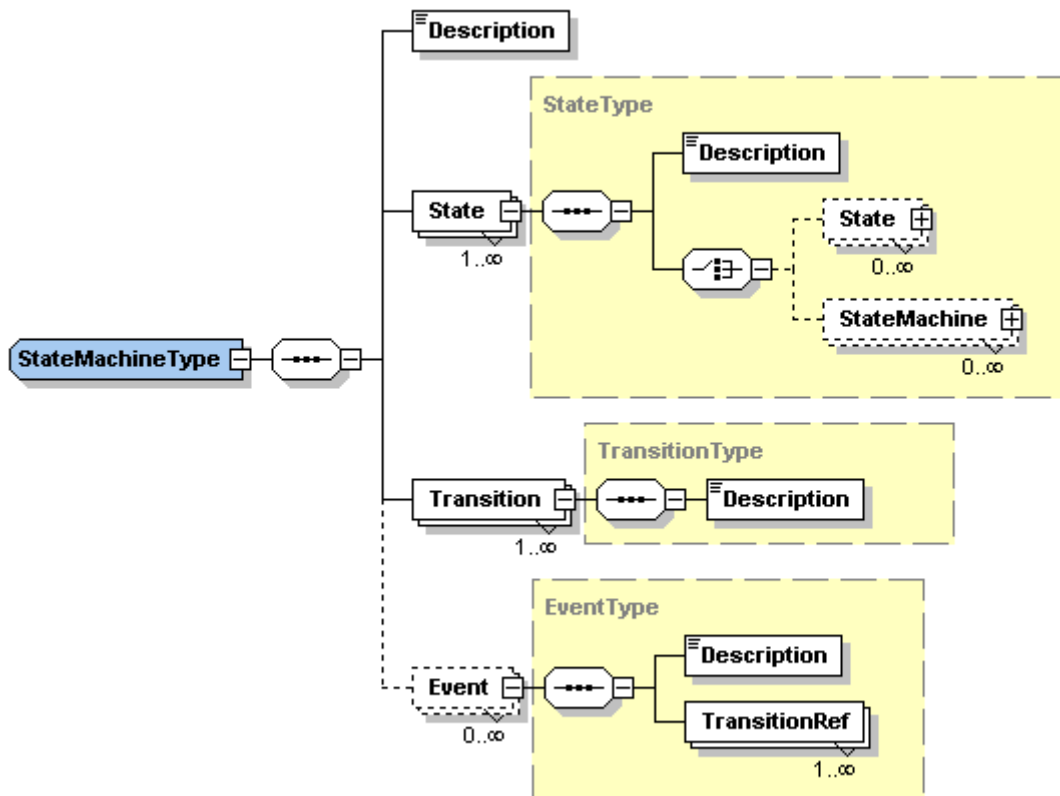 Description
StateType
Description
State
1..∞
State
0..∞
StateMachine
0..∞
StateMachineType
TransitionType
Transition
1..∞
Description
EventType
Description
Event
0..∞
TransitionRef
1..∞